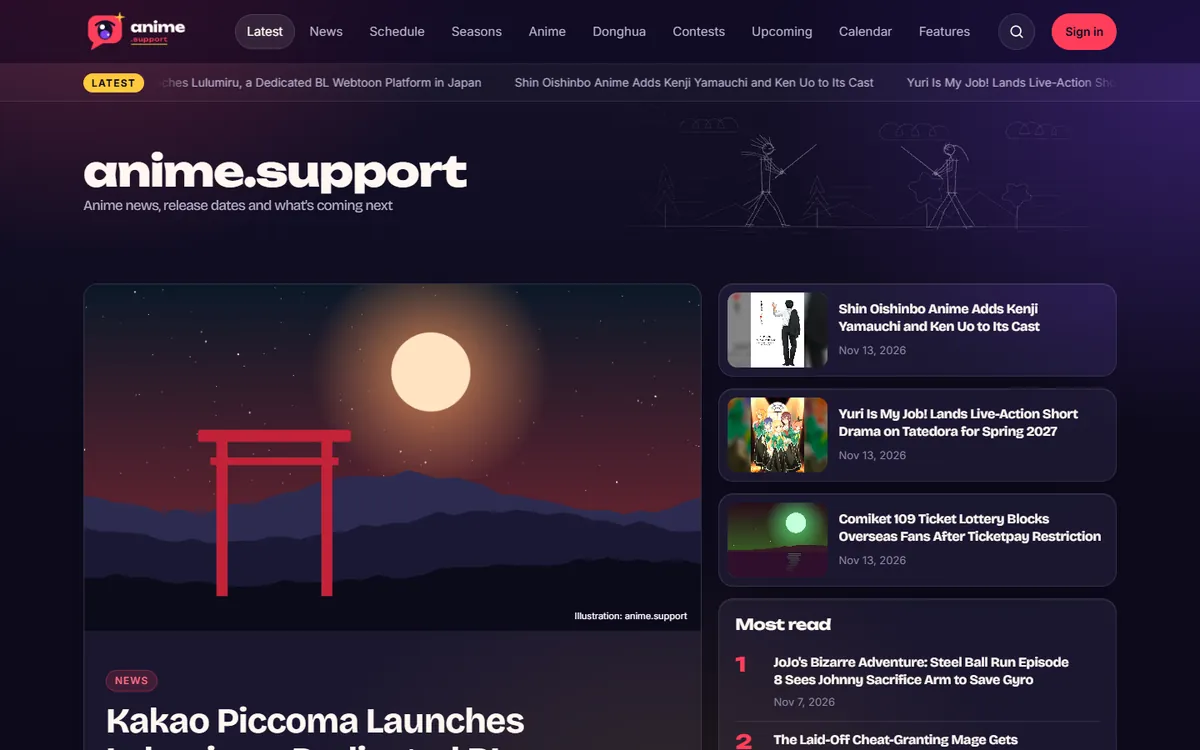 anime
.support
Latest
News
Schedule
Seasons
Anime
Donghua
Contests
Upcoming
Calendar
Features
Sign in
LATEST
Lulumiru, a Dedicated BL Webtoon Platform in Japan
Shin Oishinbo Anime Adds Kenji Yamauchi and Ken Uo to Its Cast
Yuri Is My Job! Lands Live-Action
anime.support
Anime news, release dates and what's coming next
Illustration: anime.support
NEWS
Kakao Piccoma Launches
Shin Oishinbo Anime Adds Kenji
Yamauchi and Ken Uo to Its Cast
Nov 13, 2026
Yuri Is My Job! Lands Live-Action Short
Drama on Tatedora for Spring 2027
Nov 13, 2026
Comiket 109 Ticket Lottery Blocks
Overseas Fans After Ticketpay Restriction
Nov 13, 2026
Most read
1
JoJo's Bizarre Adventure: Steel Ball Run Episode
8 Sees Johnny Sacrifice Arm to Save Gyro
Nov 7, 2026
2
The Laid-Off Cheat-Granting Mage Gets